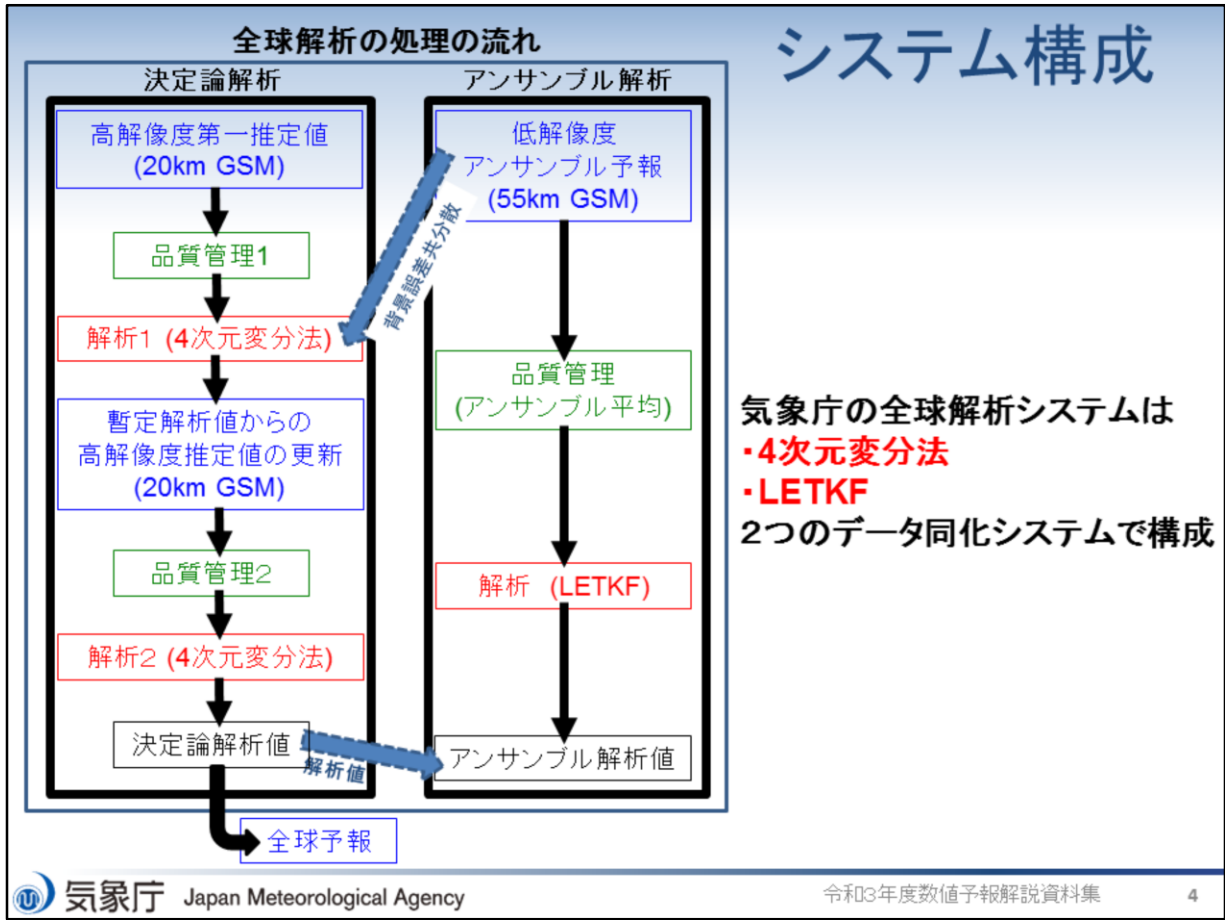 システム構成
全球解析の処理の流れ
決定論解析
高解像度第一推定値
(20km GSM)
品質管理1
解析1 (4次元変分法)
暫定解析値からの
高解像度推定値の更新
(20km GSM)
品質管理2
解析2 (4次元変分法)
決定論解析値
全球予報
アンサンブル解析
低解像度
アンサンブル予報
(55km GSM)
背景誤差共分散
品質管理
(アンサンブル平均)
解析 (LETKF)
解析値
アンサンブル解析値
気象庁の全球解析システムは
・4次元変分法
・LETKF
2つのデータ同化システムで構成
気象庁 Japan Meteorological Agency
令和3年度数値予報解説資料集 4